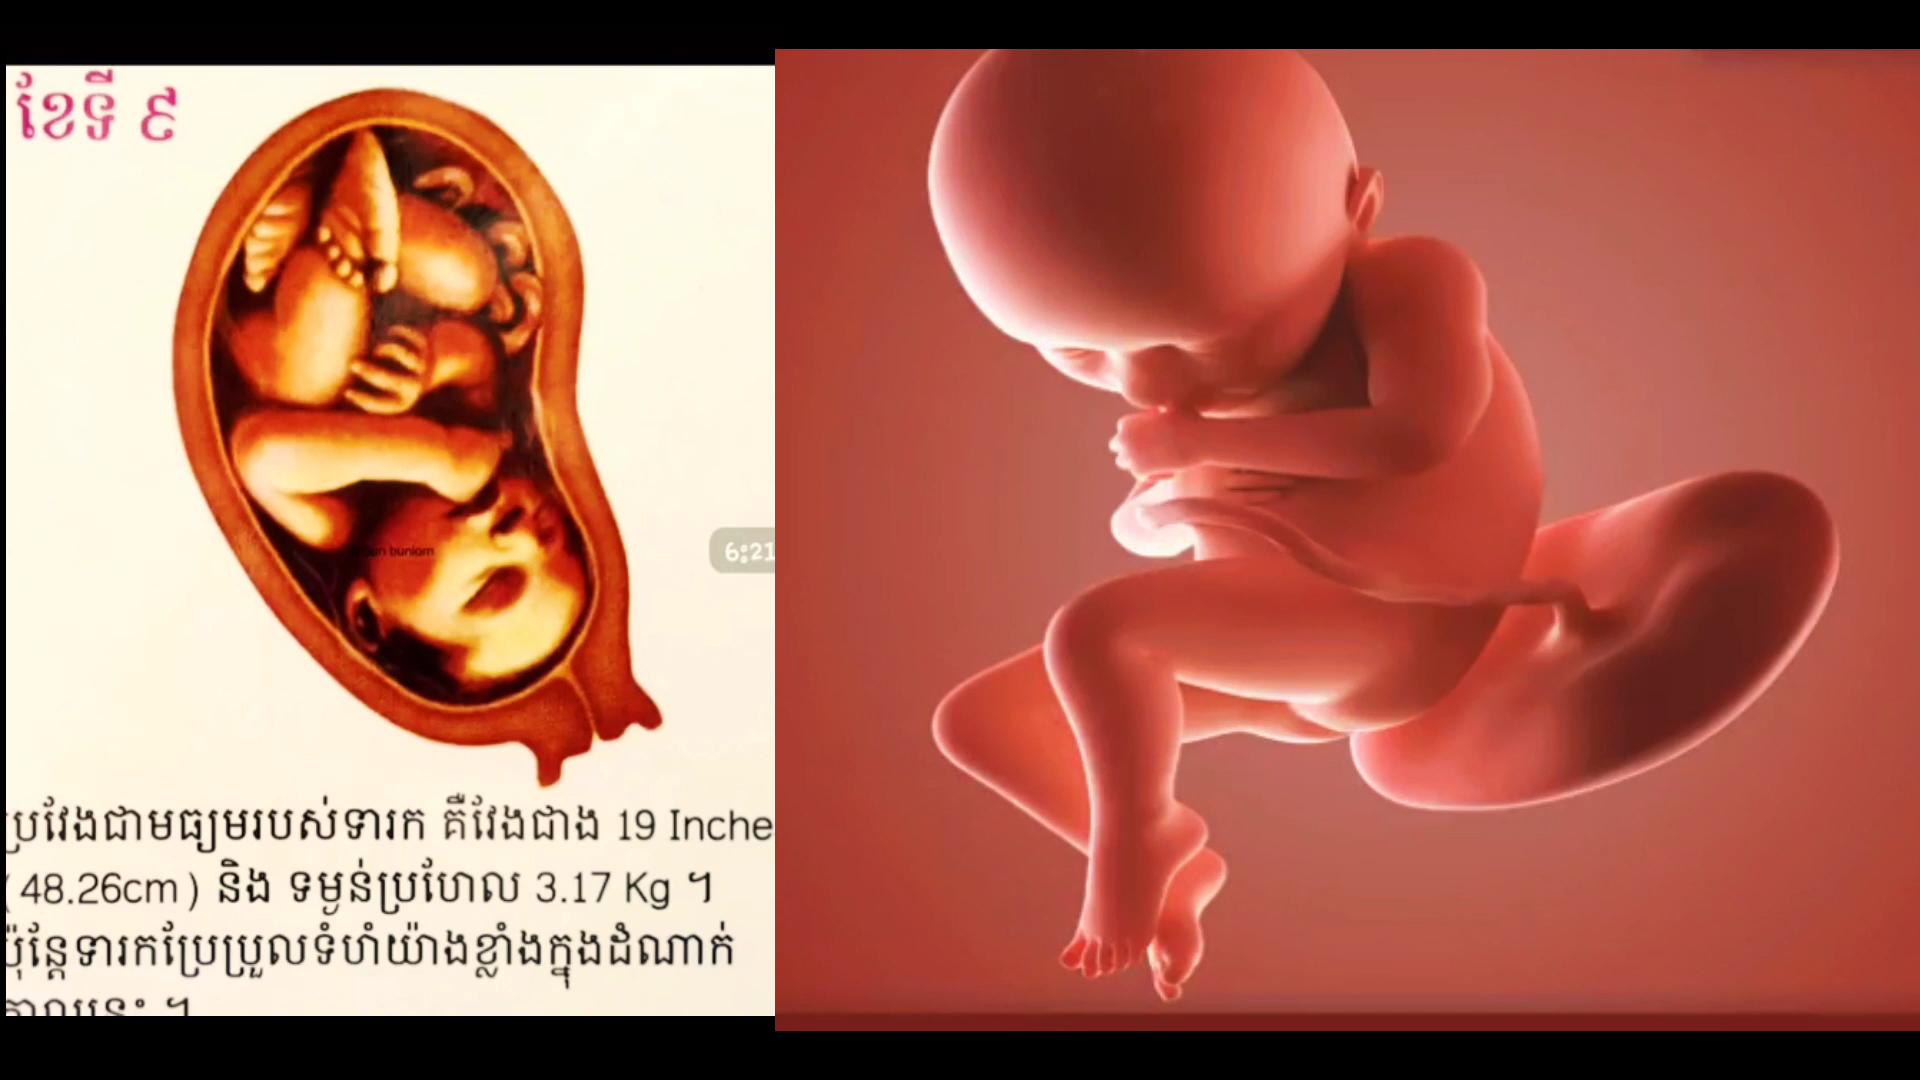 ខែទី ៩
bunlom
6:21
ប្រវែងជាមធ្យមរបស់ទារក គឺវែងជាង 19 Inche
( 48.26cm ) និង ទម្ងន់ប្រហែល 3.17 Kg ។
ប៉ុន្តែទារកប្រែប្រួលទំហំយ៉ាងខ្លាំងក្នុងដំណាក់